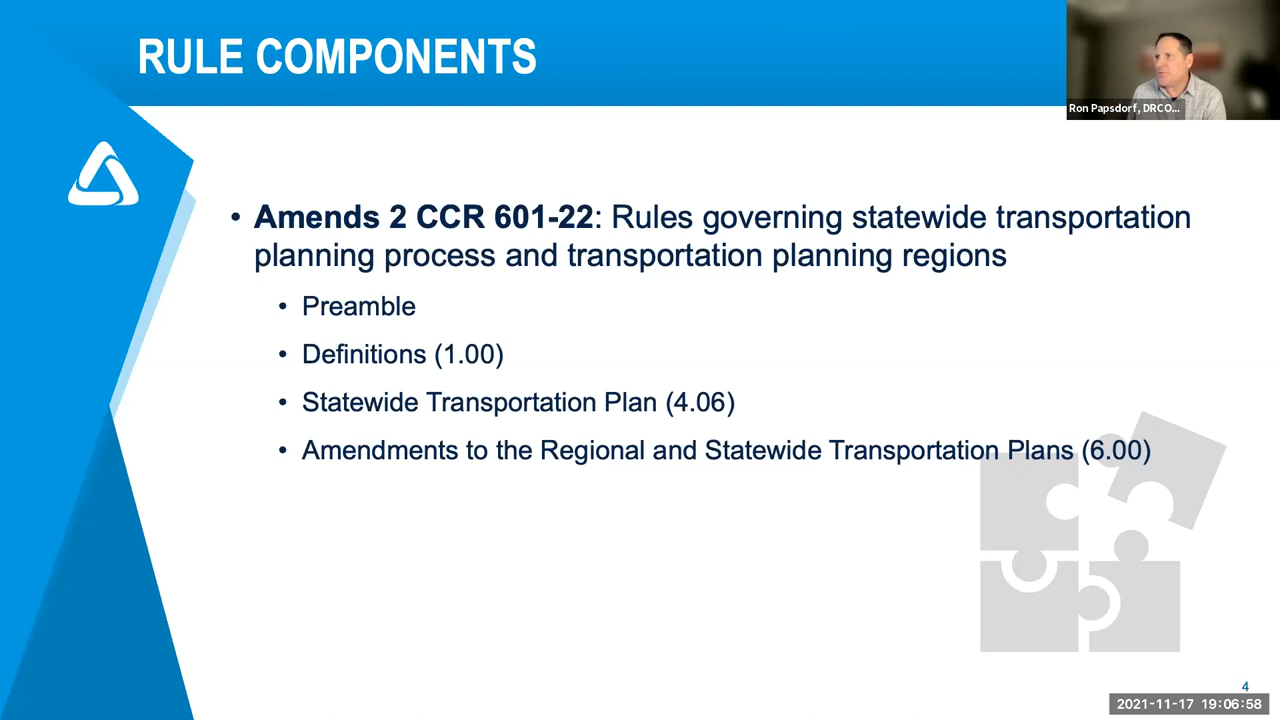 RULE COMPONENTS
Ron Papsdorf, DRCO...
• Amends 2 CCR 601-22: Rules governing statewide transportation
planning process and transportation planning regions
• Preamble
• Definitions (1.00)
• Statewide Transportation Plan (4.06)
• Amendments to the Regional and Statewide Transportation Plans (6.00)
4
2021-11-17 19:06:58